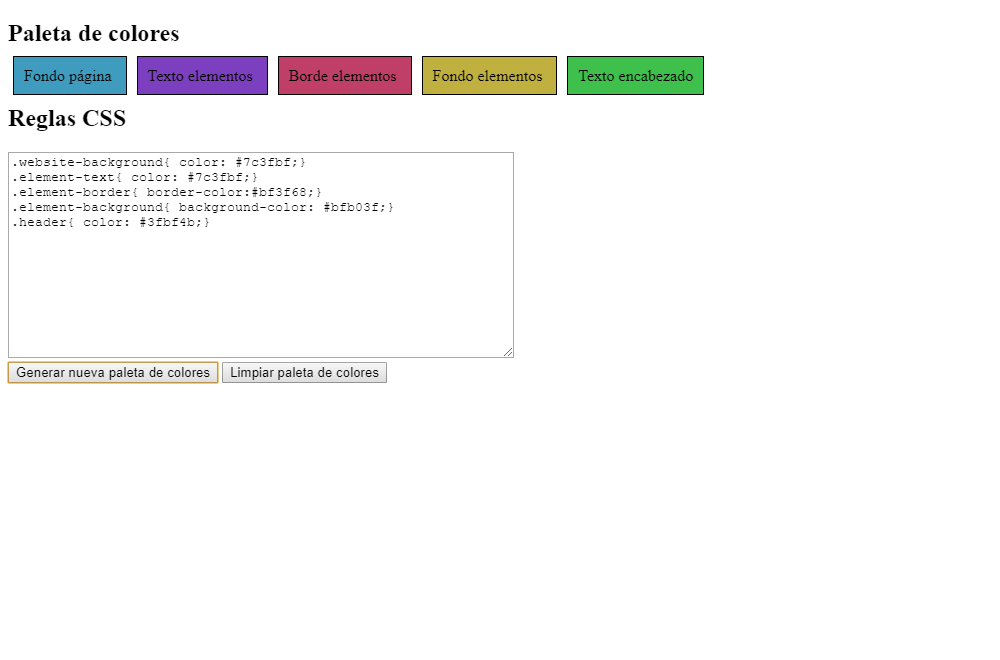 Paleta de colores
Fondo página Texto elementos Borde elementos Fondo elementos Texto encabezado
Reglas CSS
.website-background{ color: #7c3fbf;}
.element-text{ color: #7c3fbf;}
.element-border{ border-color:#bf3f68;}
.element-background{ background-color: #bfb03f;}
.header{ color: #3fbf4b;}
Generar nueva paleta de colores Limpiar paleta de colores